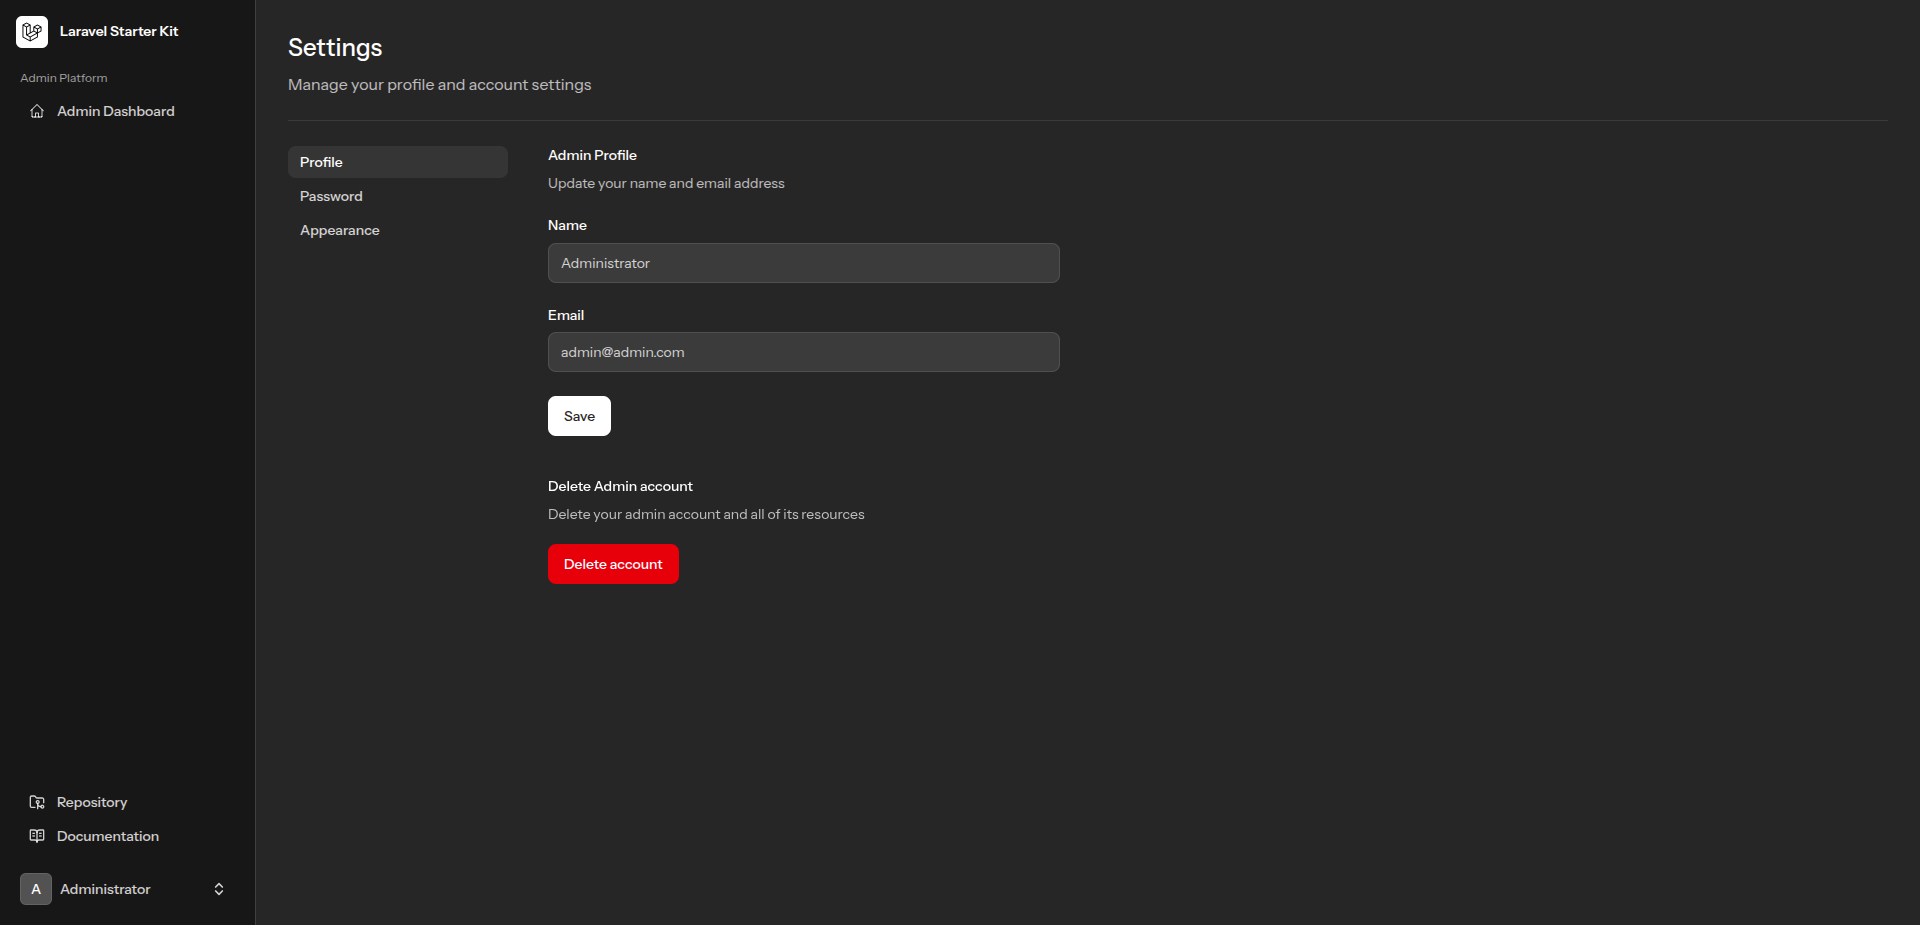 Laravel Starter Kit
Admin Platform
Admin Dashboard
Repository
Documentation
A
Administrator
Settings
Manage your profile and account settings
Profile
Password
Appearance
Admin Profile
Update your name and email address
Name
Administrator
Email
admin@admin.com
Save
Delete Admin account
Delete your admin account and all of its resources
Delete account